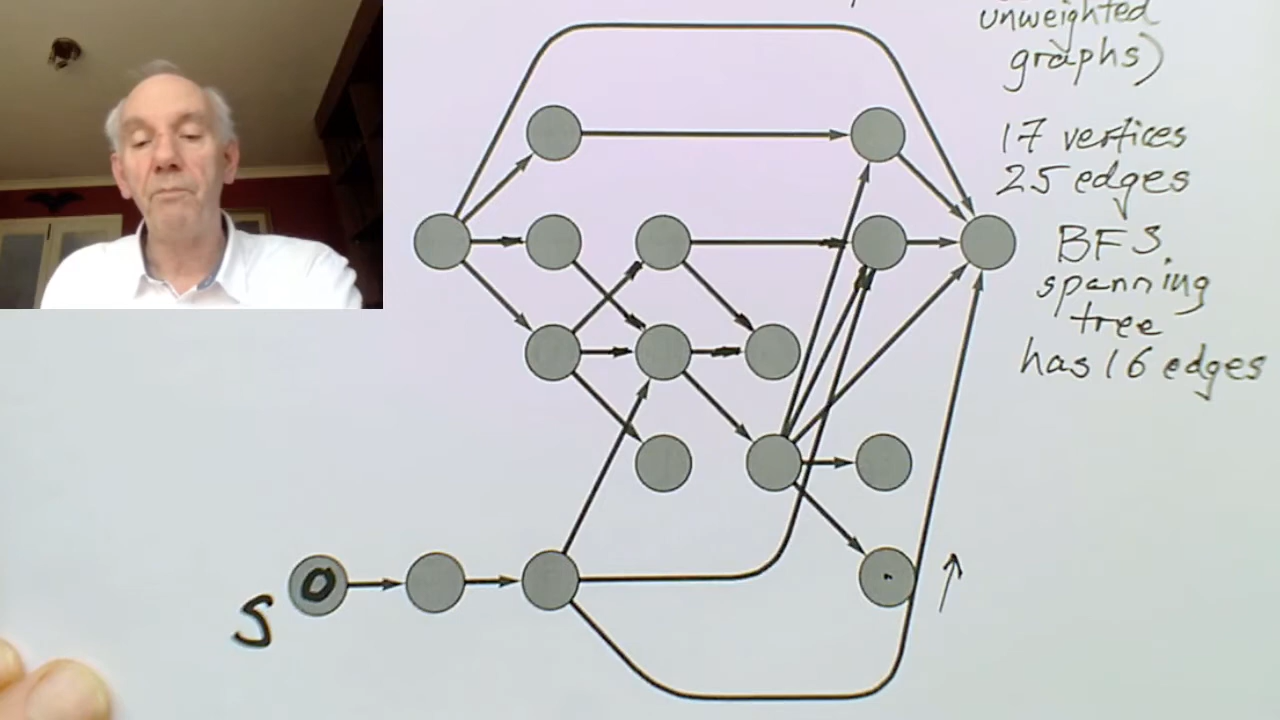 unweighted
graphs)
17 vertices
25 edges
BFS
spanning
tree
has 16 edges
0
S